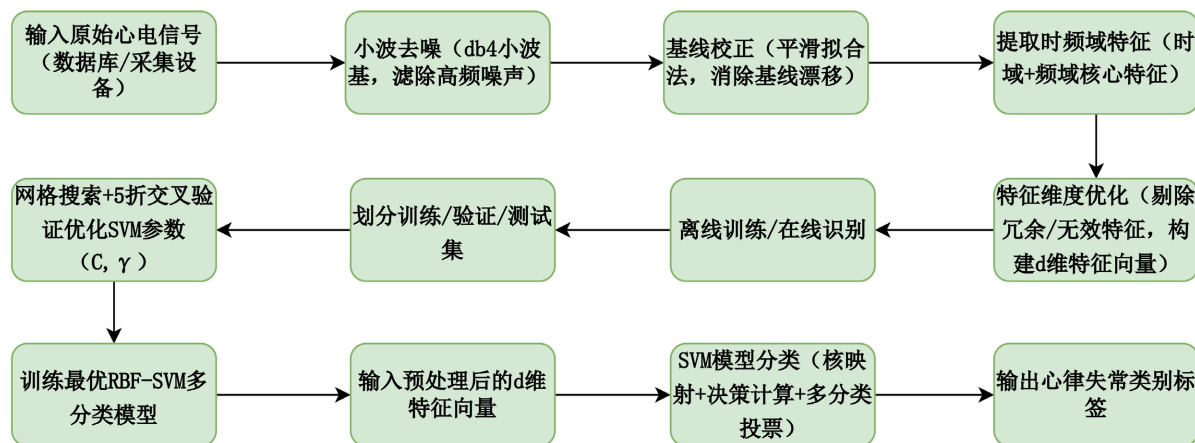 输入原始心电信号
（数据库/采集设
备）
小波去噪（db4小波
基，滤除高频噪声）
基线校正（平滑拟合
法，消除基线漂移）
提取时频域特征（时
域+频域核心特征）
特征维度优化（剔除
冗余/无效特征，构
建d维特征向量）
离线训练/在线识别
划分训练/验证/测试
集
网格搜索+5折交叉验
证优化SVM参数
（C,γ）
训练最优RBF-SVM多
分类模型
输入预处理后的d维
特征向量
SVM模型分类（核映
射+决策计算+多分类
投票）
输出心律失常类别标
签